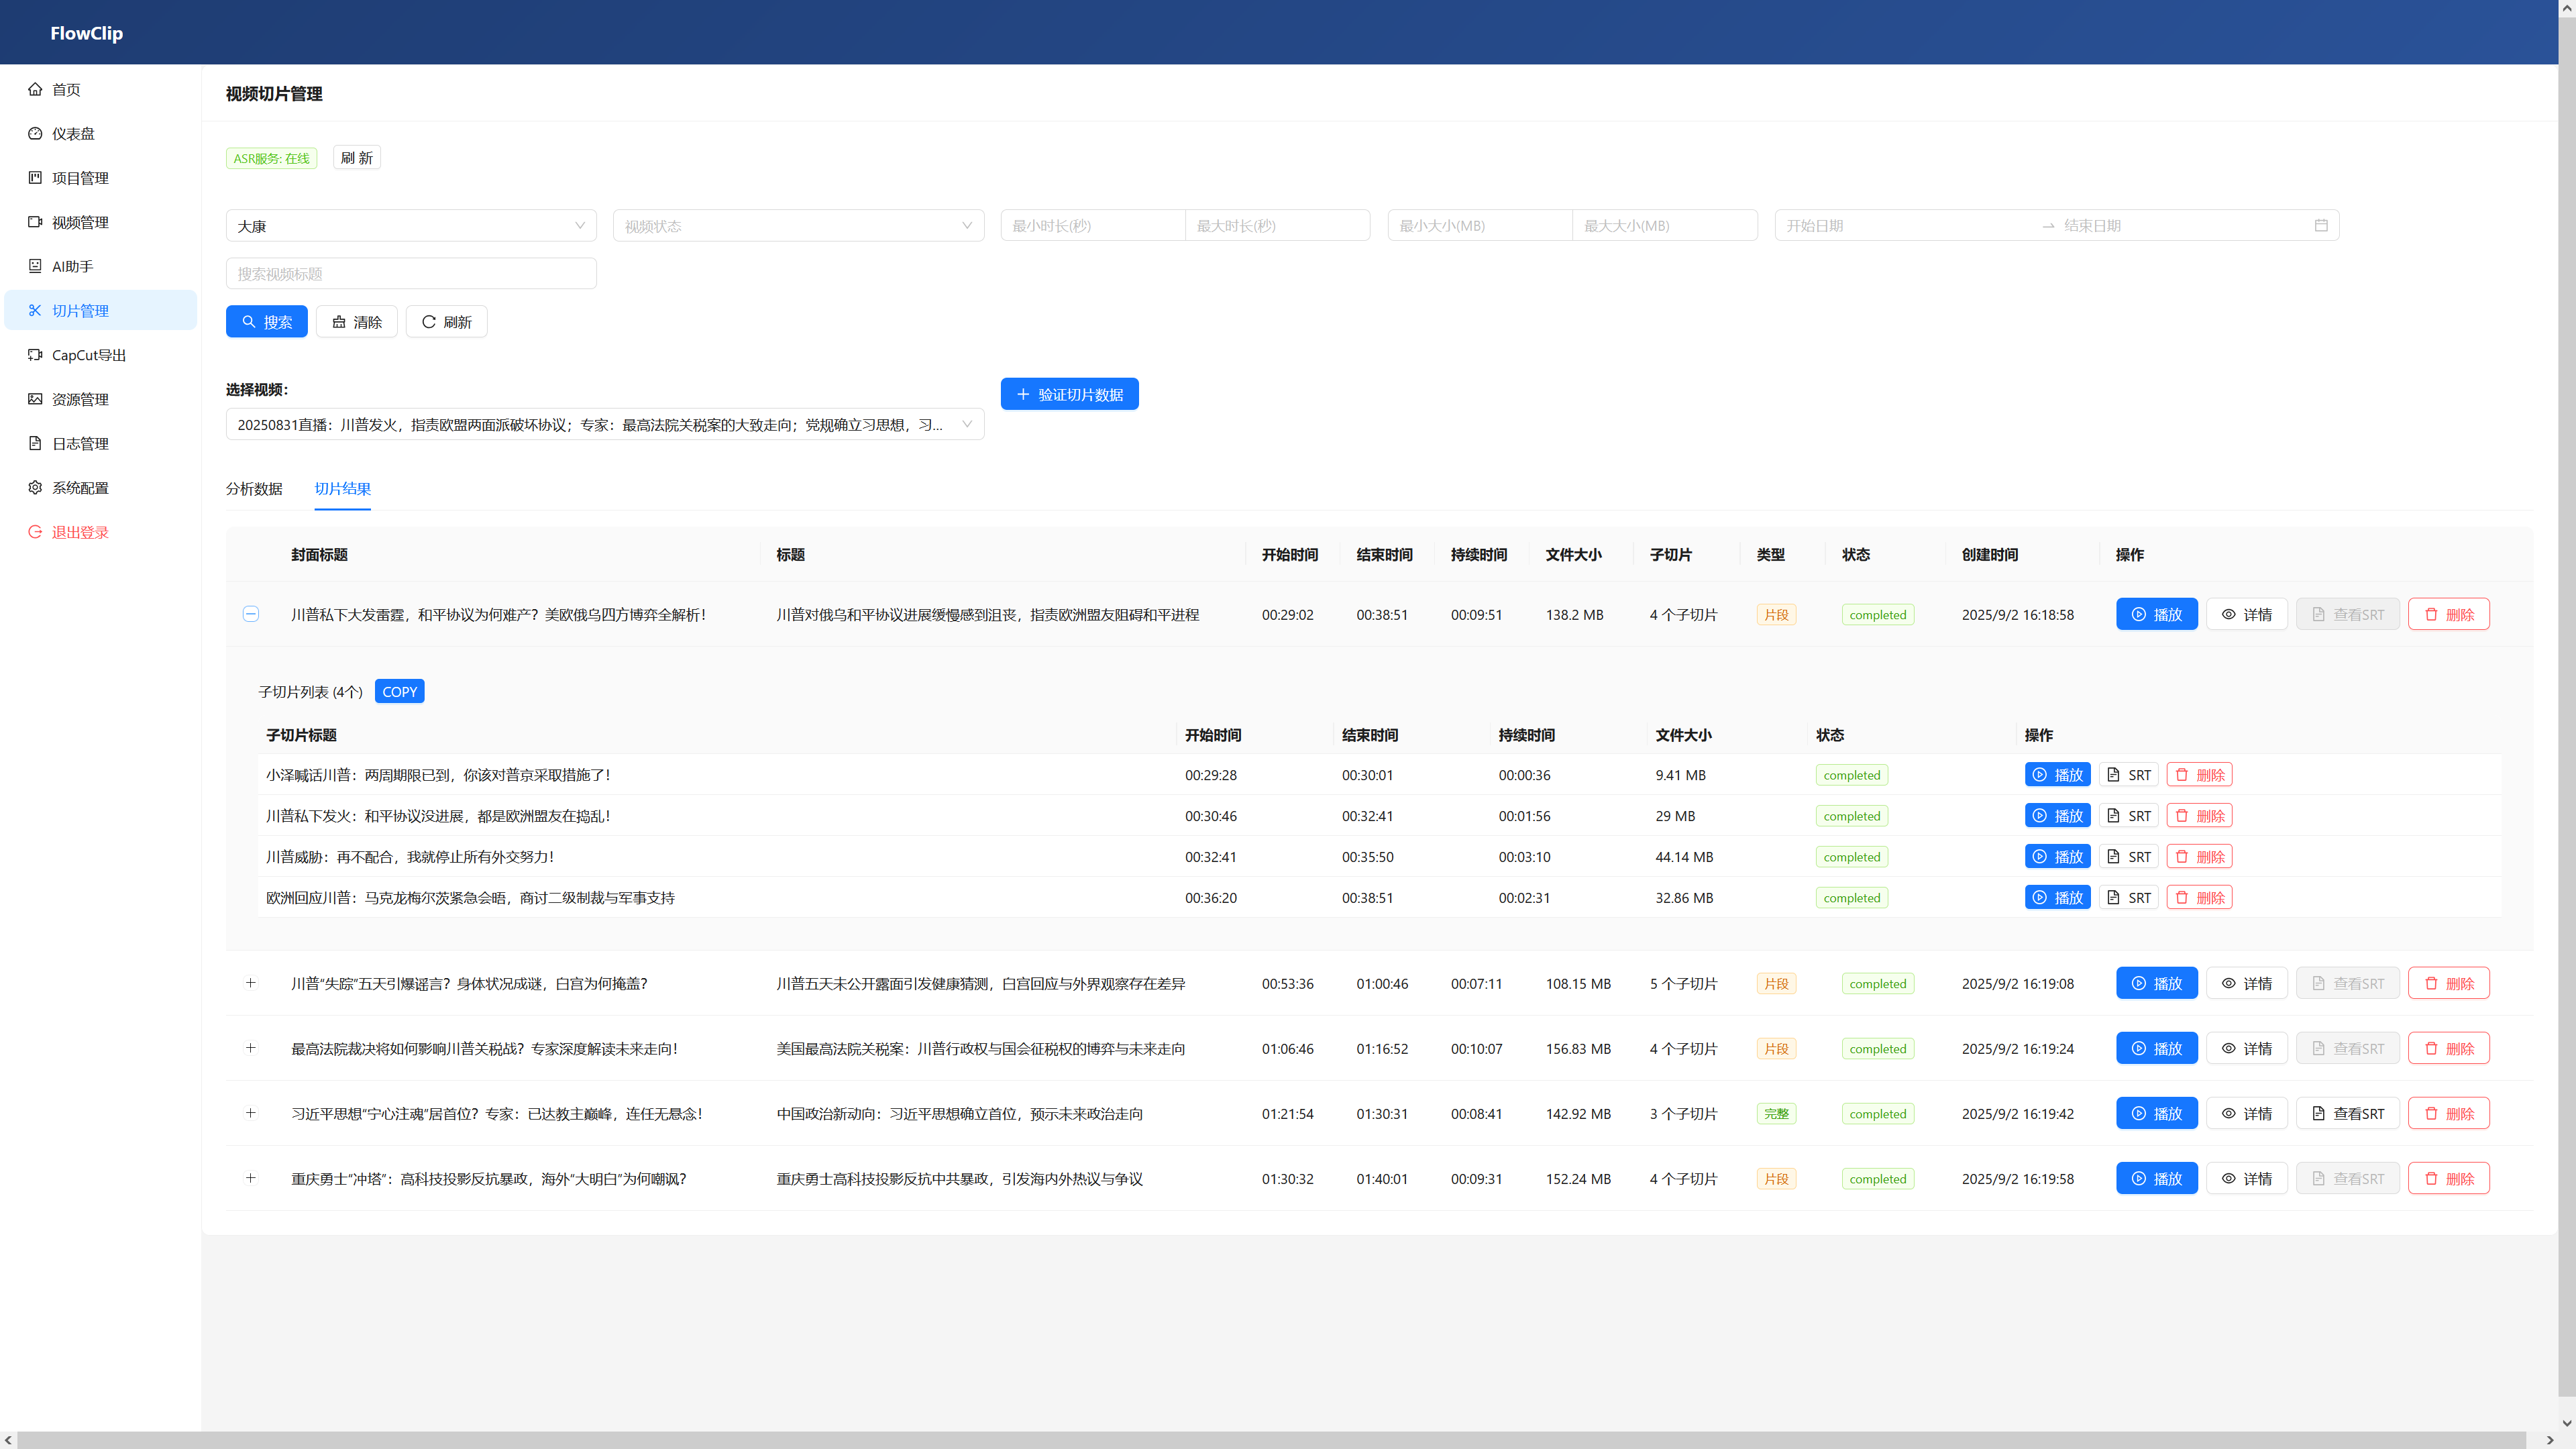 FlowClip
首页
仪表盘
项目管理
视频管理
AI助手
切片管理
CapCut导出
资源管理
日志管理
系统配置
退出登录
视频切片管理
ASR服务: 在线 刷 新
大康 视频状态 最小时长(秒) 最大时长(秒) 最小大小(MB) 最大大小(MB) 开始日期 结束日期
搜索视频标题
搜索 清除 刷新
选择视频：
验证切片数据
20250831直播：川普发火，指责欧盟两面派破坏协议；专家：最高法院关税案的大致走向；党规确立习思想，习...
分析数据 切片结果
封面标题 标题 开始时间 结束时间 持续时间 文件大小 子切片 类型 状态 创建时间 操作
川普私下大发雷霆，和平协议为何难产？美欧俄乌四方博弈全解析！ 川普对俄乌和平协议进展缓慢感到沮丧，指责欧洲盟友阻碍和平进程 00:29:02 00:38:51 00:09:51 138.2 MB 4 个子切片 片段 completed 2025/9/2 16:18:58 播放 详情 查看SRT 删除
子切片列表 (4个) COPY
子切片标题 开始时间 结束时间 持续时间 文件大小 状态 操作
小泽喊话川普：两周期限已到，你该对普京采取措施了！ 00:29:28 00:30:01 00:00:36 9.41 MB completed 播放 SRT 删除
川普私下发火：和平协议没进展，都是欧洲盟友在捣乱！ 00:30:46 00:32:41 00:01:56 29 MB completed 播放 SRT 删除
川普威胁：再不配合，我就停止所有外交努力！ 00:32:41 00:35:50 00:03:10 44.14 MB completed 播放 SRT 删除
欧洲回应川普：马克龙梅尔茨紧急会晤，商讨二级制裁与军事支持 00:36:20 00:38:51 00:02:31 32.86 MB completed 播放 SRT 删除
川普“失踪”五天引爆谣言？身体状况成谜，白宫为何掩盖？ 川普五天未公开露面引发健康猜测，白宫回应与外界观察存在差异 00:53:36 01:00:46 00:07:11 108.15 MB 5 个子切片 片段 completed 2025/9/2 16:19:08 播放 详情 查看SRT 删除
最高法院裁决将如何影响川普关税战？专家深度解读未来走向！ 美国最高法院关税案：川普行政权与国会征税权的博弈与未来走向 01:06:46 01:16:52 00:10:07 156.83 MB 4 个子切片 片段 completed 2025/9/2 16:19:24 播放 详情 查看SRT 删除
习近平思想“宁心注魂”居首位？专家：已达教主巅峰，连任无悬念！ 中国政治新动向：习近平思想确立首位，预示未来政治走向 01:21:54 01:30:31 00:08:41 142.92 MB 3 个子切片 完整 completed 2025/9/2 16:19:42 播放 详情 查看SRT 删除
重庆勇士“冲塔”：高科技投影反抗暴政，海外“大明白”为何嘲讽？ 重庆勇士高科技投影反抗中共暴政，引发海内外热议与争议 01:30:32 01:40:01 00:09:31 152.24 MB 4 个子切片 片段 completed 2025/9/2 16:19:58 播放 详情 查看SRT 删除